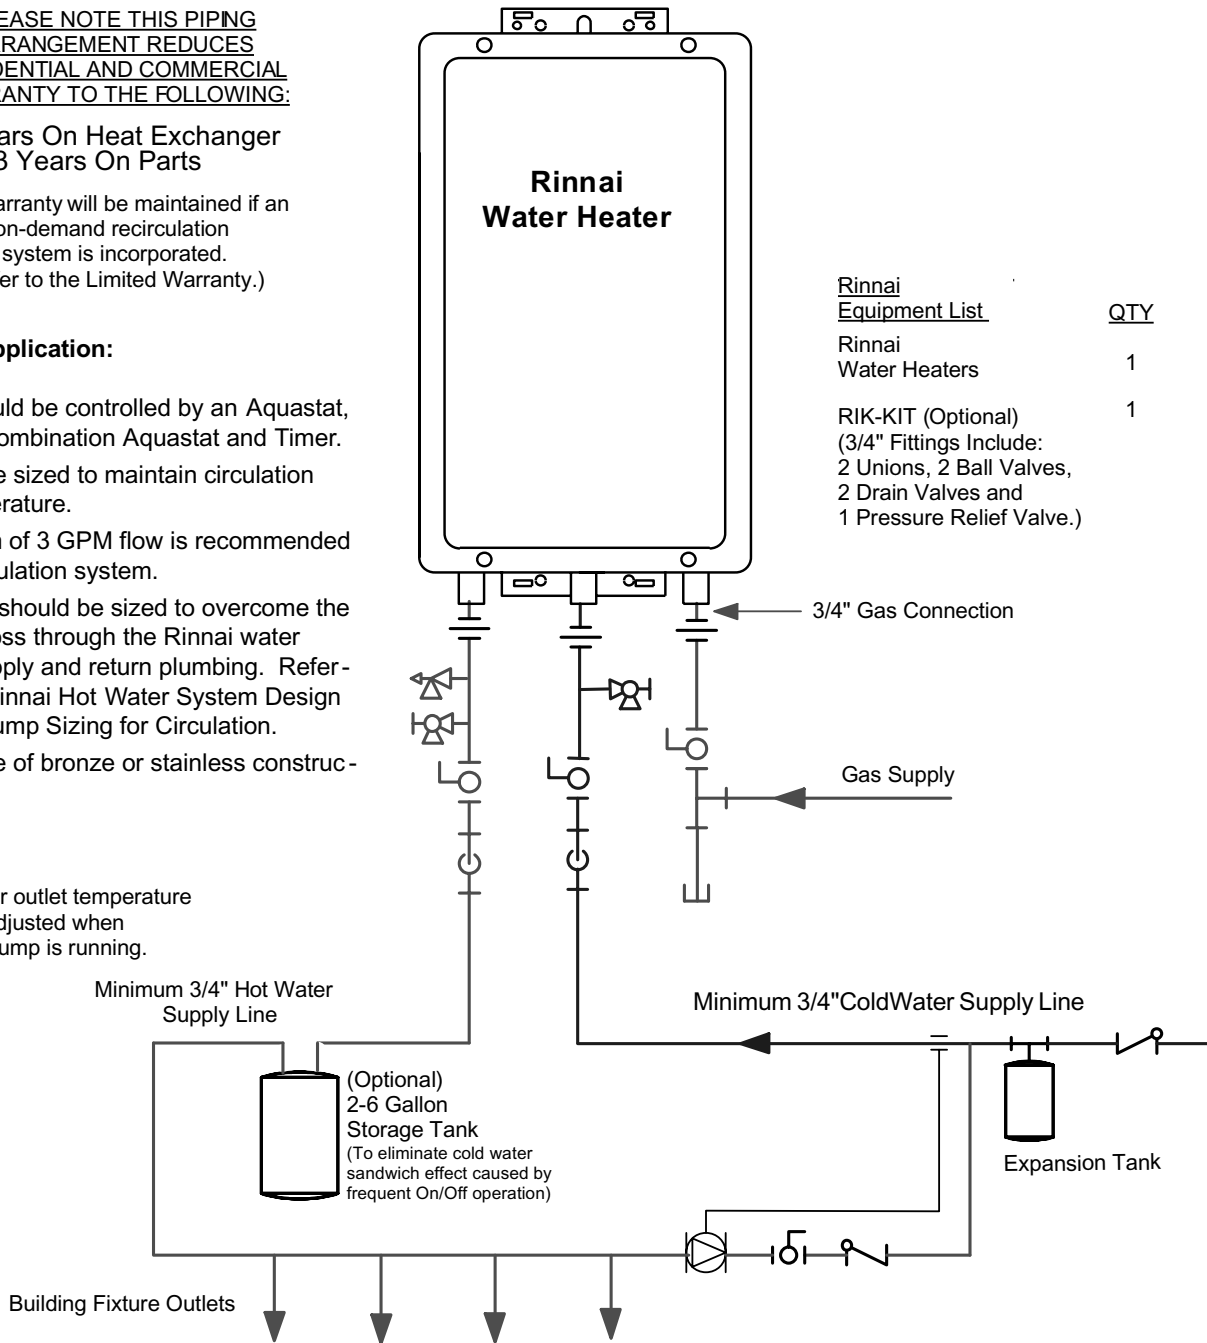 EASE NOTE THIS PIPING
RANGEMENT REDUCES
DENTIAL AND COMMERCIAL
RANTY TO THE FOLLOWING:
ars On Heat Exchanger
3 Years On Parts
arranty will be maintained if an
on-demand recirculation
system is incorporated.
er to the Limited Warranty.)
pplication:
uld be controlled by an Aquastat,
ombination Aquastat and Timer.
e sized to maintain circulation
erature.
n of 3 GPM flow is recommended
ulation system.
should be sized to overcome the
oss through the Rinnai water
pply and return plumbing. Refer-
innai Hot Water System Design
ump Sizing for Circulation.
e of bronze or stainless construc-
r outlet temperature
djusted when
ump is running.
Rinnai
Water Heater
Rinnai
Equipment List QTY
Rinnai
Water Heaters 1
RIK-KIT (Optional) 1
(3/4" Fittings Include:
2 Unions, 2 Ball Valves,
2 Drain Valves and
1 Pressure Relief Valve.)
3/4" Gas Connection
Gas Supply
Minimum 3/4" Hot Water
Supply Line
Minimum 3/4"ColdWater Supply Line
(Optional)
2-6 Gallon
Storage Tank
(To eliminate cold water
sandwich effect caused by
frequent On/Off operation)
Expansion Tank
Building Fixture Outlets